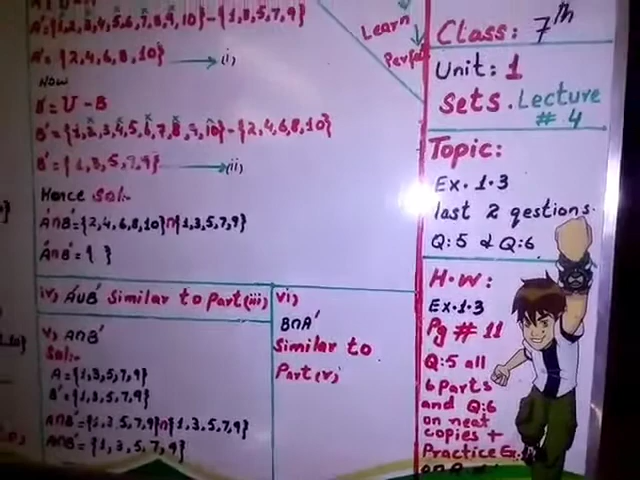 A'={1,2,3,4,5,6,7,8,9,10}-{1,3,5,7,9}
A'= {2,4,6,8,10} → (i)
Now
B'= U - B
B'={1,2,3,4,5,6,7,8,9,10}-{2,4,6,8,10}
B'={1,3,5,7,9} → (ii)
Hence Sol:-
A'∩B'={2,4,6,8,10}∩{1,3,5,7,9}
A'∩B'={ }
iv, A'∪B' Similar to Part(iii)
v, A∩B'
Sol:-
A={1,3,5,7,9}
B'={1,3,5,7,9}
A∩B'={1,3,5,7,9}∩{1,3,5,7,9}
A∩B'={1,3,5,7,9}
vi,
B∩A'
Similar to
Part(v)
Learn
Class: 7th
Unit: 1
Sets. Lecture
# 4
Topic:
Ex. 1.3
last 2 qestions.
Q:5 & Q:6
H.W:
Ex.1.3
Pg # 11
Q:5 all
6 Parts
and Q:6
on neat
copies +
Practice